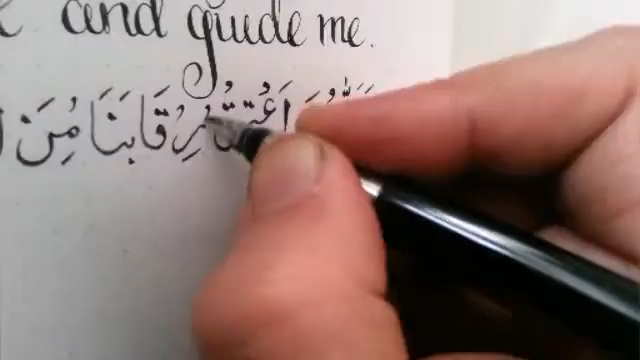 and guide me.
اَعْتِقْ رِقَابَنَا مِنَ